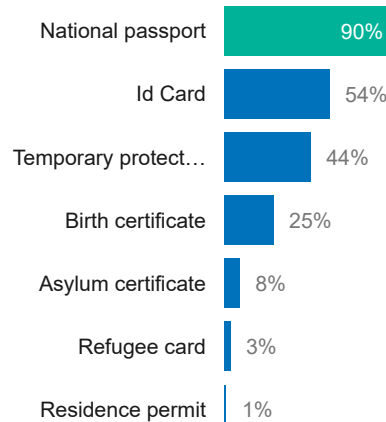 National passport 90%
Id Card 54%
Temporary protect… 44%
Birth certificate 25%
Asylum certificate 8%
Refugee card 3%
Residence permit 1%